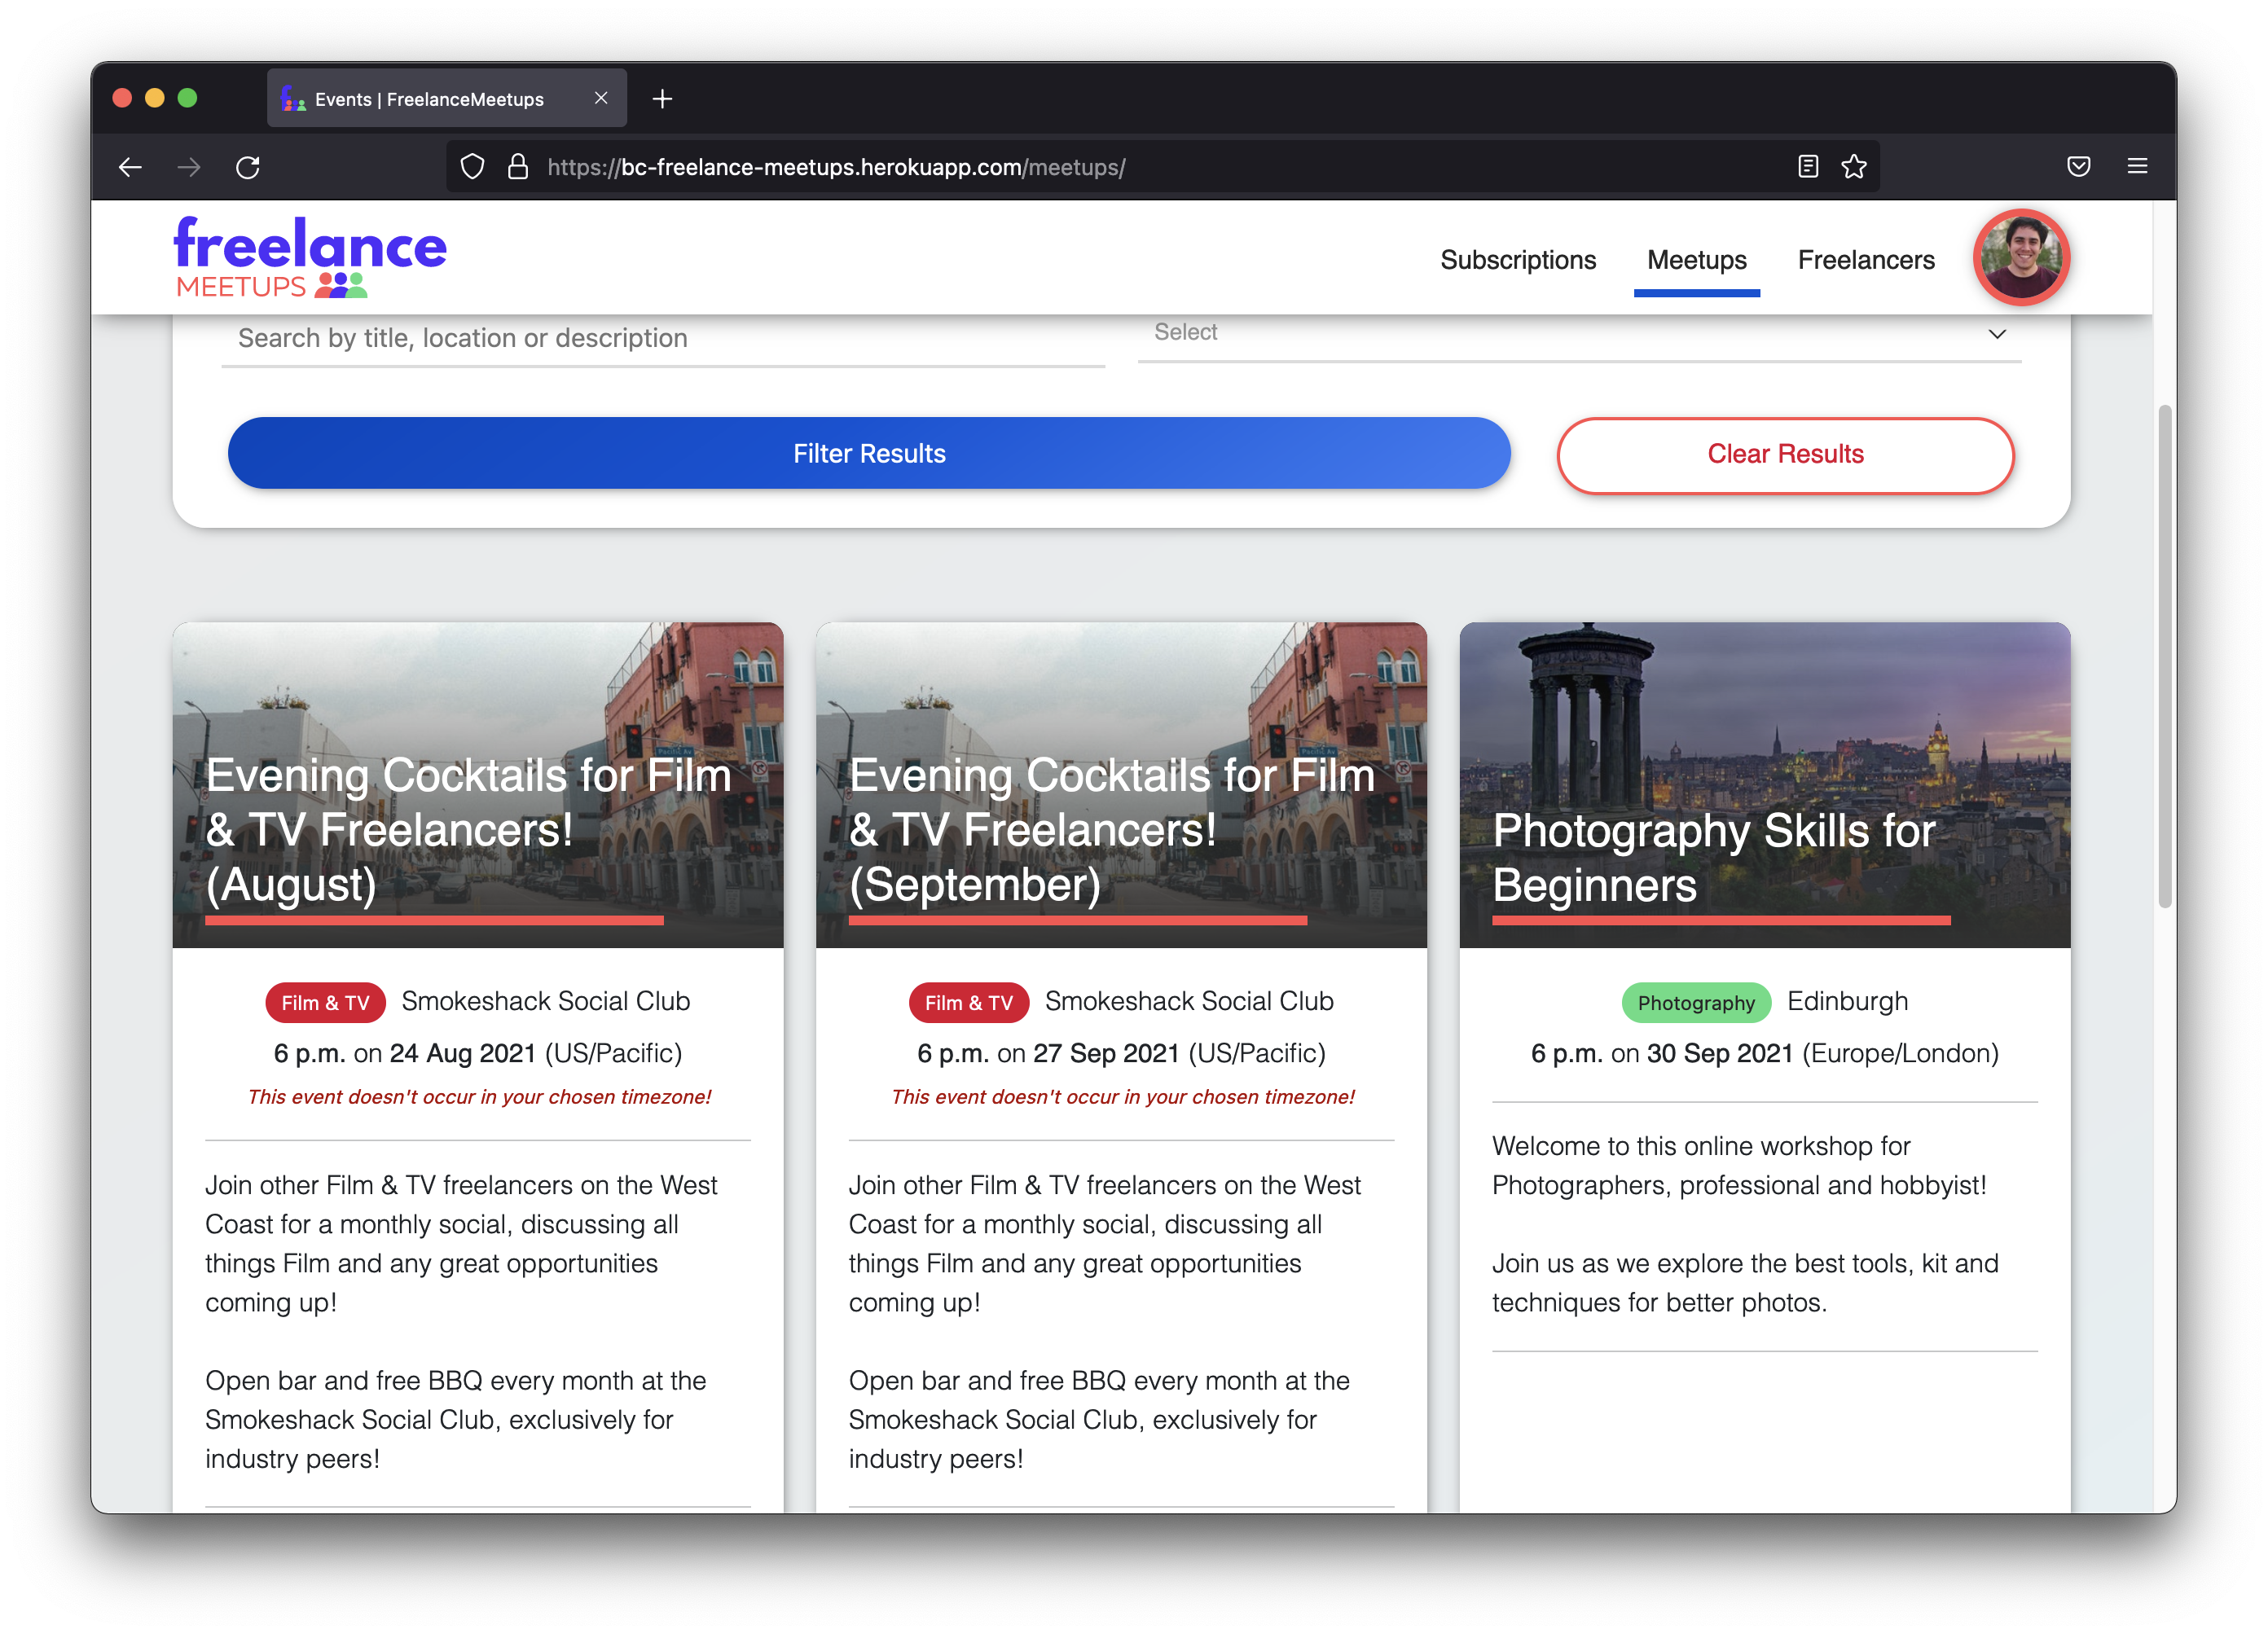 Events | FreelanceMeetups
https://bc-freelance-meetups.herokuapp.com/meetups/
freelance
MEETUPS
Subscriptions Meetups Freelancers
Search by title, location or description
Select
Filter Results
Clear Results
Evening Cocktails for Film
& TV Freelancers!
(August)
Film & TV Smokeshack Social Club
6 p.m. on 24 Aug 2021 (US/Pacific)
This event doesn't occur in your chosen timezone!
Join other Film & TV freelancers on the West
Coast for a monthly social, discussing all
things Film and any great opportunities
coming up!
Open bar and free BBQ every month at the
Smokeshack Social Club, exclusively for
industry peers!
Evening Cocktails for Film
& TV Freelancers!
(September)
Film & TV Smokeshack Social Club
6 p.m. on 27 Sep 2021 (US/Pacific)
This event doesn't occur in your chosen timezone!
Join other Film & TV freelancers on the West
Coast for a monthly social, discussing all
things Film and any great opportunities
coming up!
Open bar and free BBQ every month at the
Smokeshack Social Club, exclusively for
industry peers!
Photography Skills for
Beginners
Photography Edinburgh
6 p.m. on 30 Sep 2021 (Europe/London)
Welcome to this online workshop for
Photographers, professional and hobbyist!
Join us as we explore the best tools, kit and
techniques for better photos.